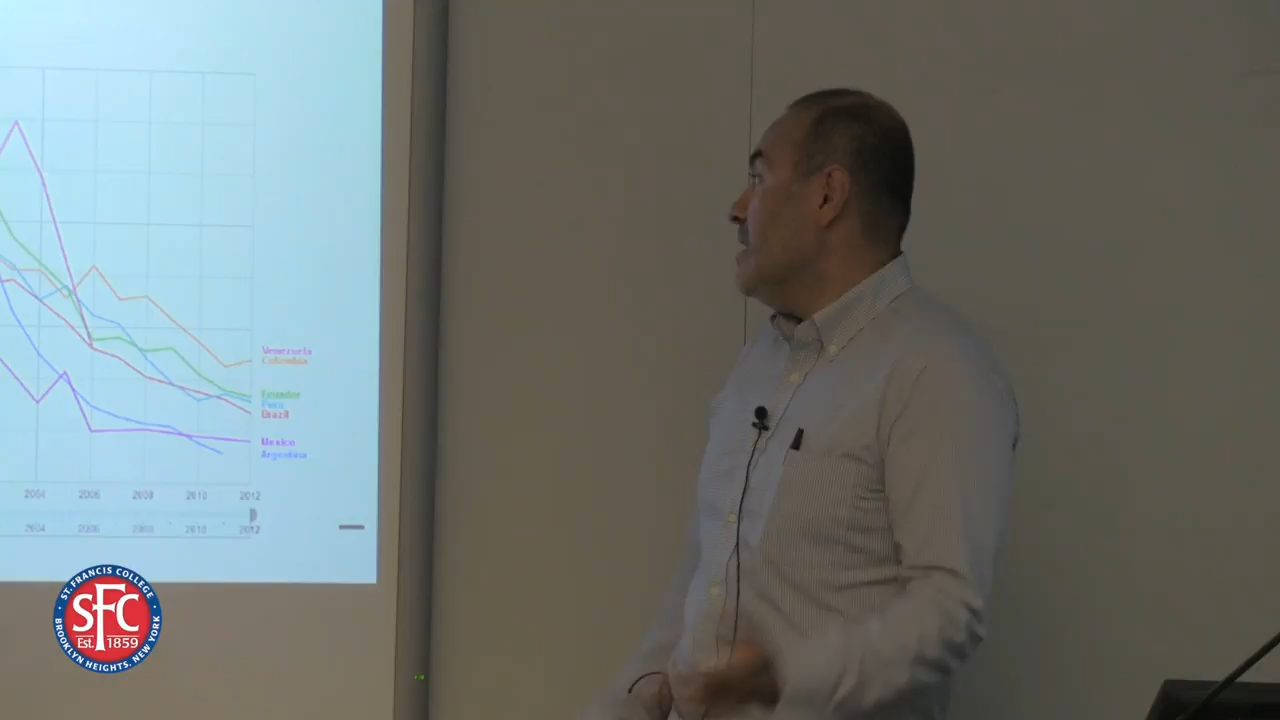 Venezuela
Colombia
Ecuador
Peru
Brazil
Mexico
Argentina
2004 2006 2008 2010 2012
2004 2006 2008 2010 2012
ST. FRANCIS COLLEGE
SFC
Est. 1859
BROOKLYN HEIGHTS, NEW YORK